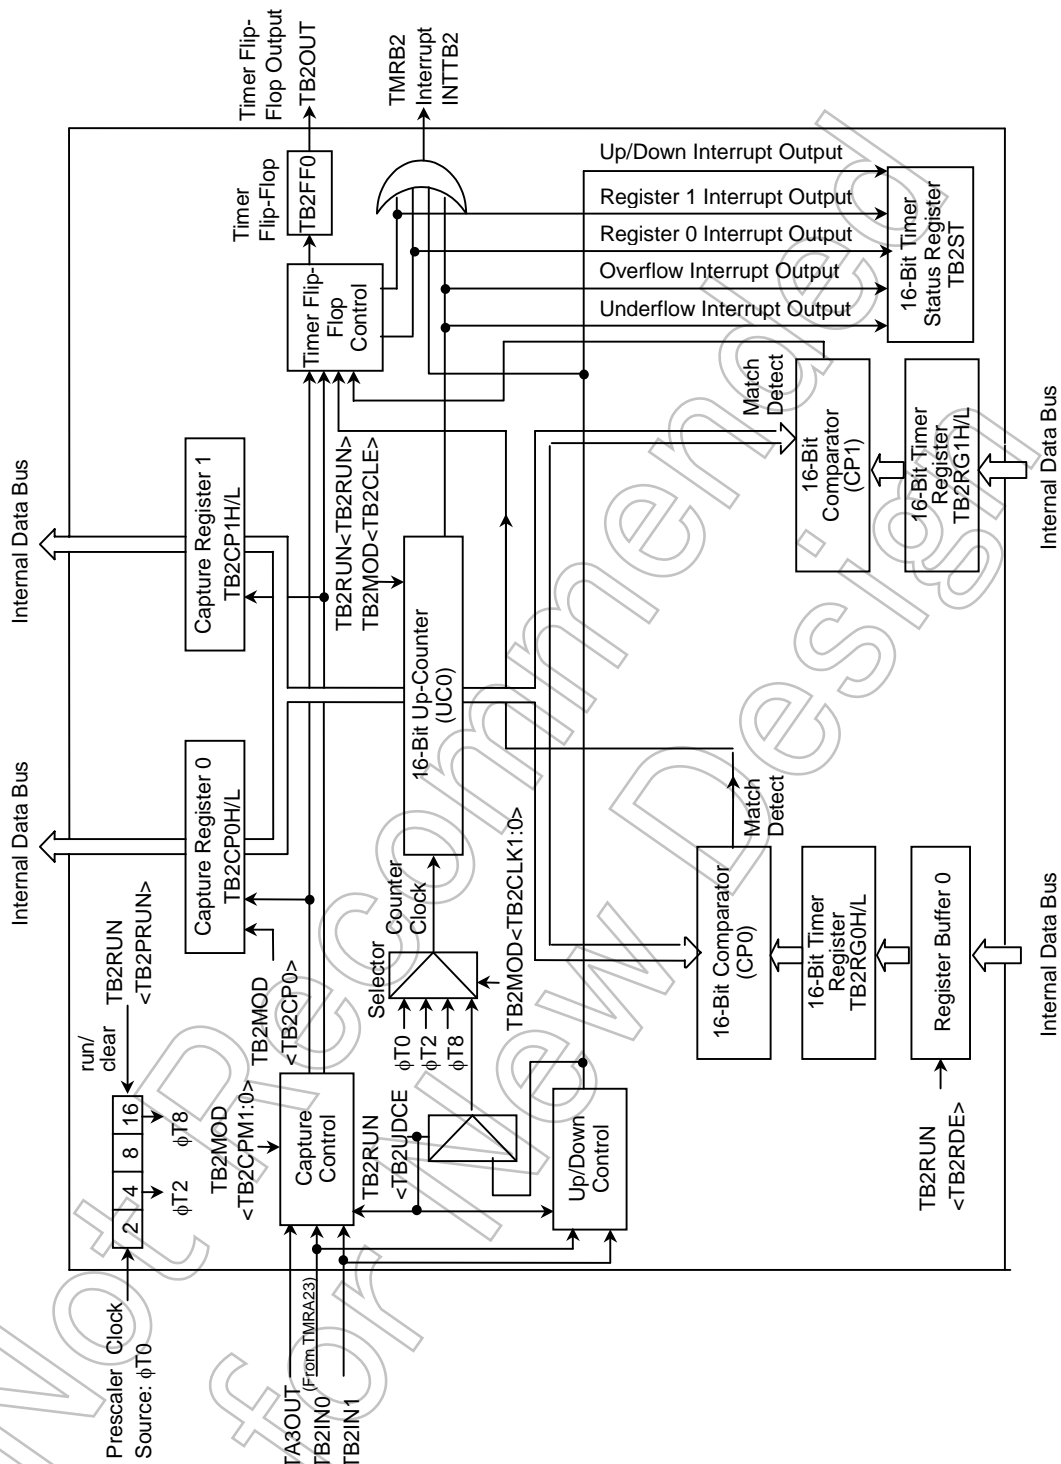 Prescaler Clock
Source: ϕT0
2 4 8 16
ϕT2
ϕT8
run/
clear
TB2RUN
<TB2PRUN>
Internal Data Bus
Internal Data Bus
Capture Register 0
TB2CP0H/L
Capture Register 1
TB2CP1H/L
TB2MOD
<TB2CP0>
TB2MOD
<TB2CPM1:0>
TA3OUT
(From TMRA23)
TB2IN0
TB2IN1
Capture
Control
TB2RUN
<TB2UDCE
Up/Down
Control
Selector
ϕT0
ϕT2
ϕT8
Counter
Clock
TB2MOD<TB2CLK1:0>
16-Bit Up-Counter
(UC0)
TB2RUN<TB2RUN>
TB2MOD<TB2CLE>
Timer Flip-
Flop
Control
Timer
Flip-Flop
TB2FF0
Timer Flip-
Flop Output
TB2OUT
TMRB2
Interrupt
INTTB2
Up/Down Interrupt Output
Register 1 Interrupt Output
Register 0 Interrupt Output
Overflow Interrupt Output
Underflow Interrupt Output
16-Bit Timer
Status Register
TB2ST
Match
Detect
16-Bit Comparator
(CP0)
16-Bit Timer
Register
TB2RG0H/L
Register Buffer 0
TB2RUN
<TB2RDE>
Internal Data Bus
Match
Detect
16-Bit
Comparator
(CP1)
16-Bit Timer
Register
TB2RG1H/L
Internal Data Bus
Not Recommended
for New Design